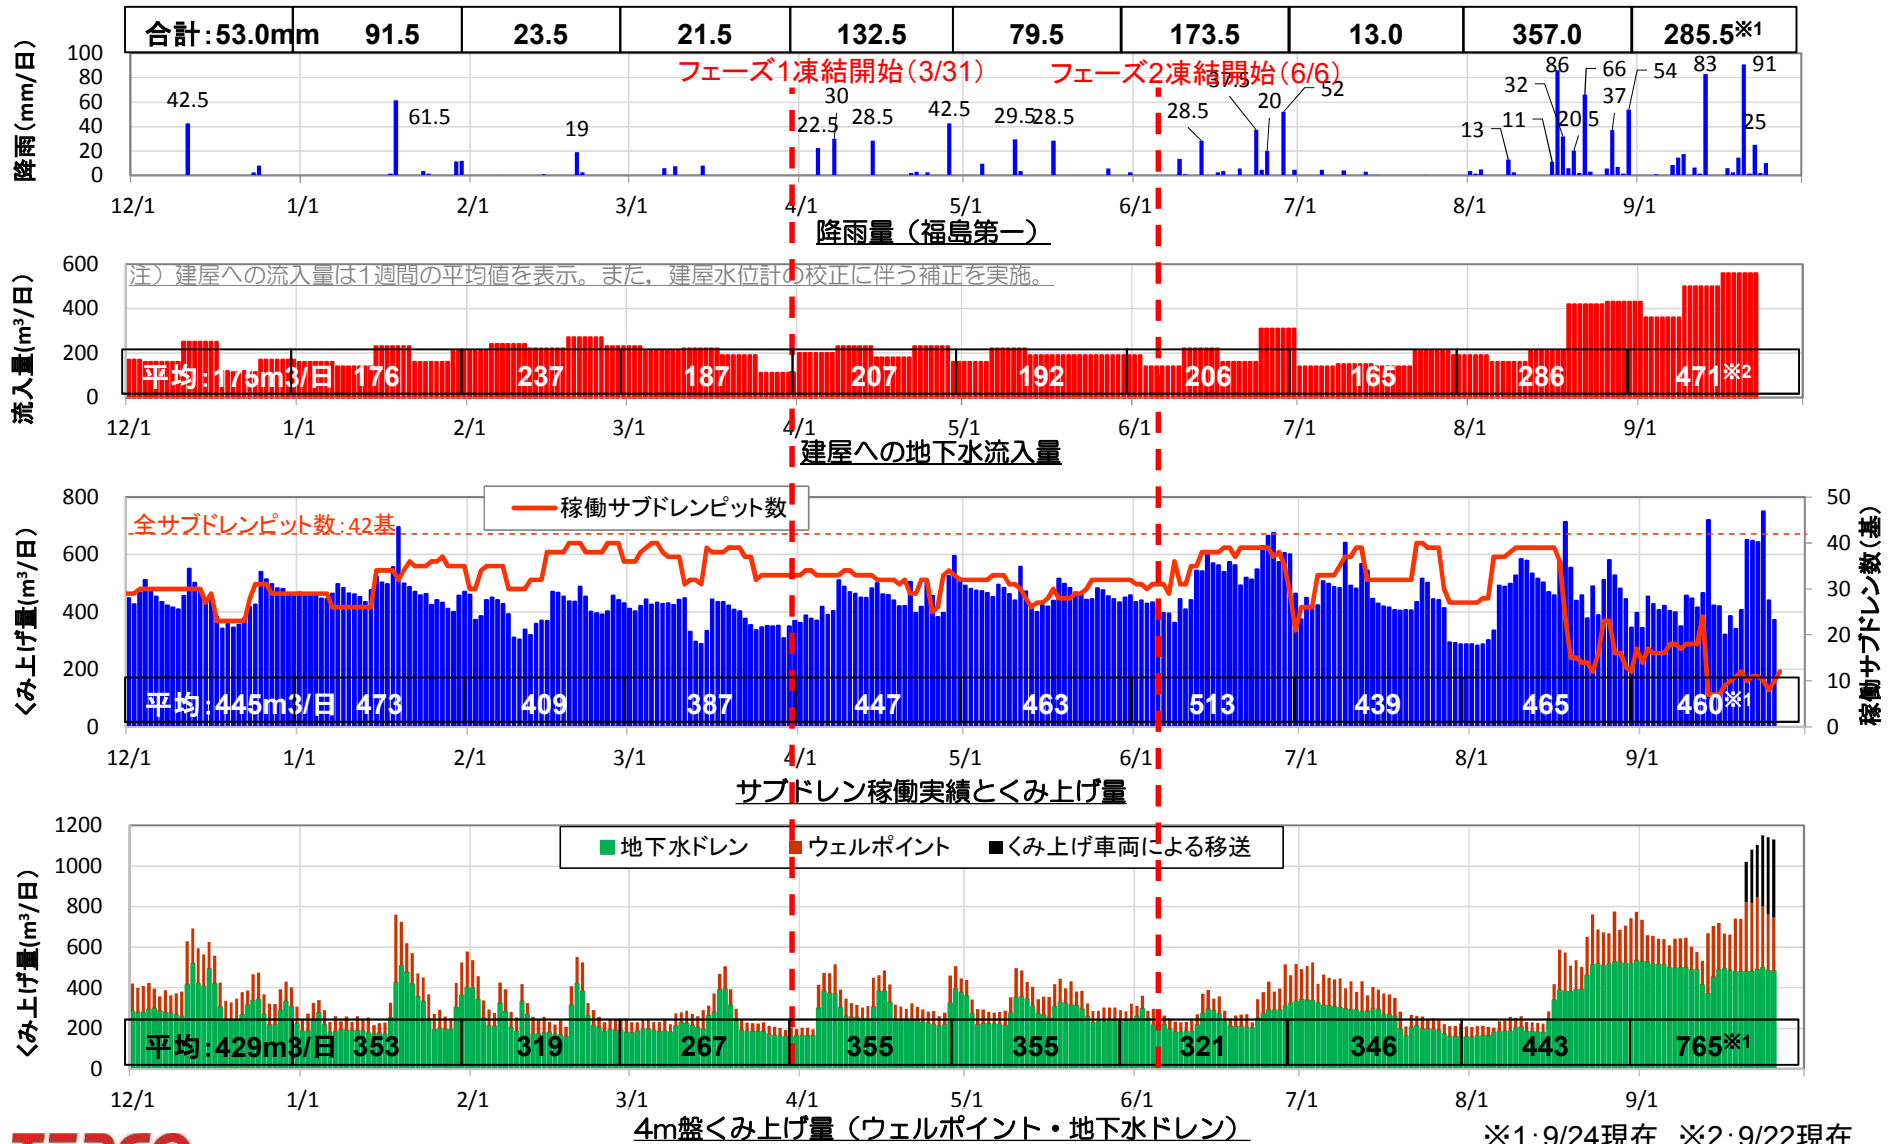 合計:53.0mm 91.5 23.5 21.5 132.5 79.5 173.5 13.0 357.0 285.5※1
降雨(mm/日)
100
80
60
40
20
0
フェーズ1凍結開始(3/31) フェーズ2凍結開始(6/6)
42.5 61.5 19 22.5 30 28.5 42.5 29.5 28.5 28.5 37.5 20 52 13 11 32 86 20.5 66 37 54 83 25 91
12/1 1/1 2/1 3/1 4/1 5/1 6/1 7/1 8/1 9/1
降雨量(福島第一)
流入量(m³/日)
600
400
200
0
注)建屋への流入量は1週間の平均値を表示。また,建屋水位計の校正に伴う補正を実施。
平均:175m3/日 176 237 187 207 192 206 165 286 471※2
12/1 1/1 2/1 3/1 4/1 5/1 6/1 7/1 8/1 9/1
建屋への地下水流入量
くみ上げ量(m³/日)
800
600
400
200
0
稼働サブドレンピット数
全サブドレンピット数:42基
50
40
30
20
10
0
稼働サブドレン数(基)
平均:445m3/日 473 409 387 447 463 513 439 465 460※1
12/1 1/1 2/1 3/1 4/1 5/1 6/1 7/1 8/1 9/1
サブドレン稼働実績とくみ上げ量
くみ上げ量(m³/日)
1200
1000
800
600
400
200
0
地下水ドレン ウェルポイント くみ上げ車両による移送
平均:429m3/日 353 319 267 355 355 321 346 443 765※1
12/1 1/1 2/1 3/1 4/1 5/1 6/1 7/1 8/1 9/1
4m盤くみ上げ量(ウェルポイント・地下水ドレン)
TEPCO
※1:9/24現在 ※2:9/22現在